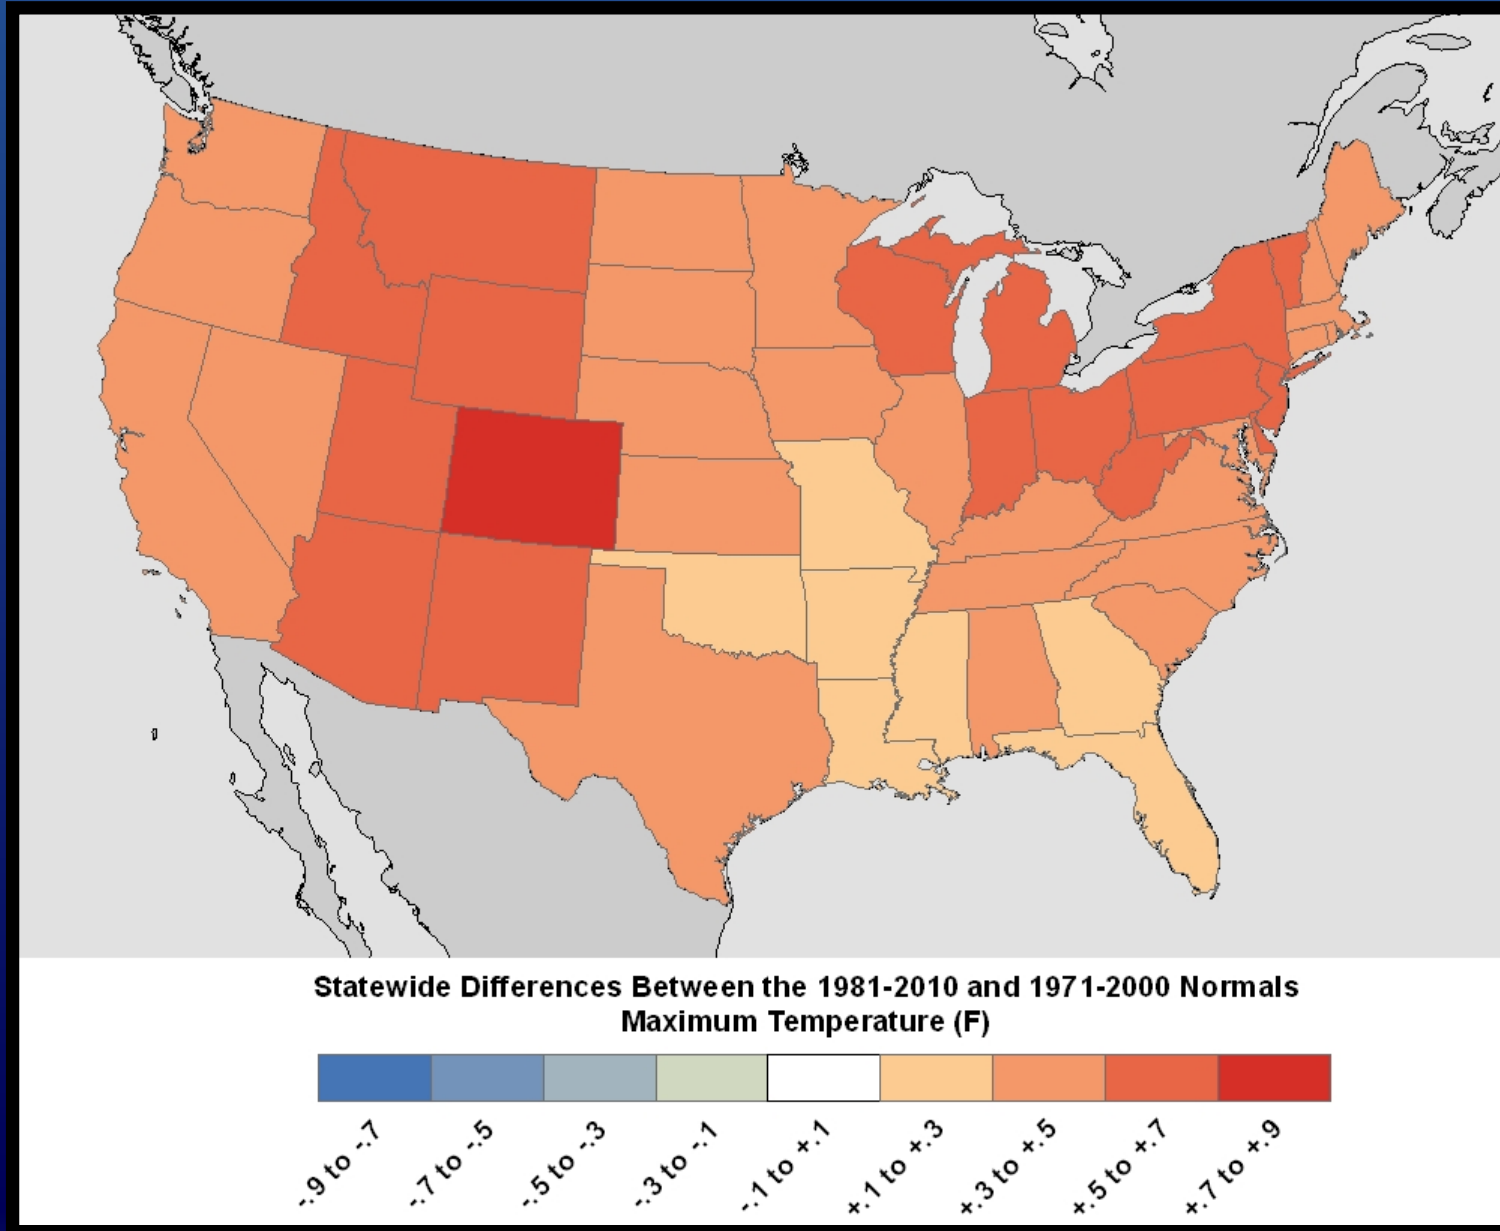 Statewide Differences Between the 1981-2010 and 1971-2000 Normals
Maximum Temperature (F)
-.9 to -.7
-.7 to -.5
-.5 to -.3
-.3 to -.1
-.1 to +.1
+.1 to +.3
+.3 to +.5
+.5 to +.7
+.7 to +.9